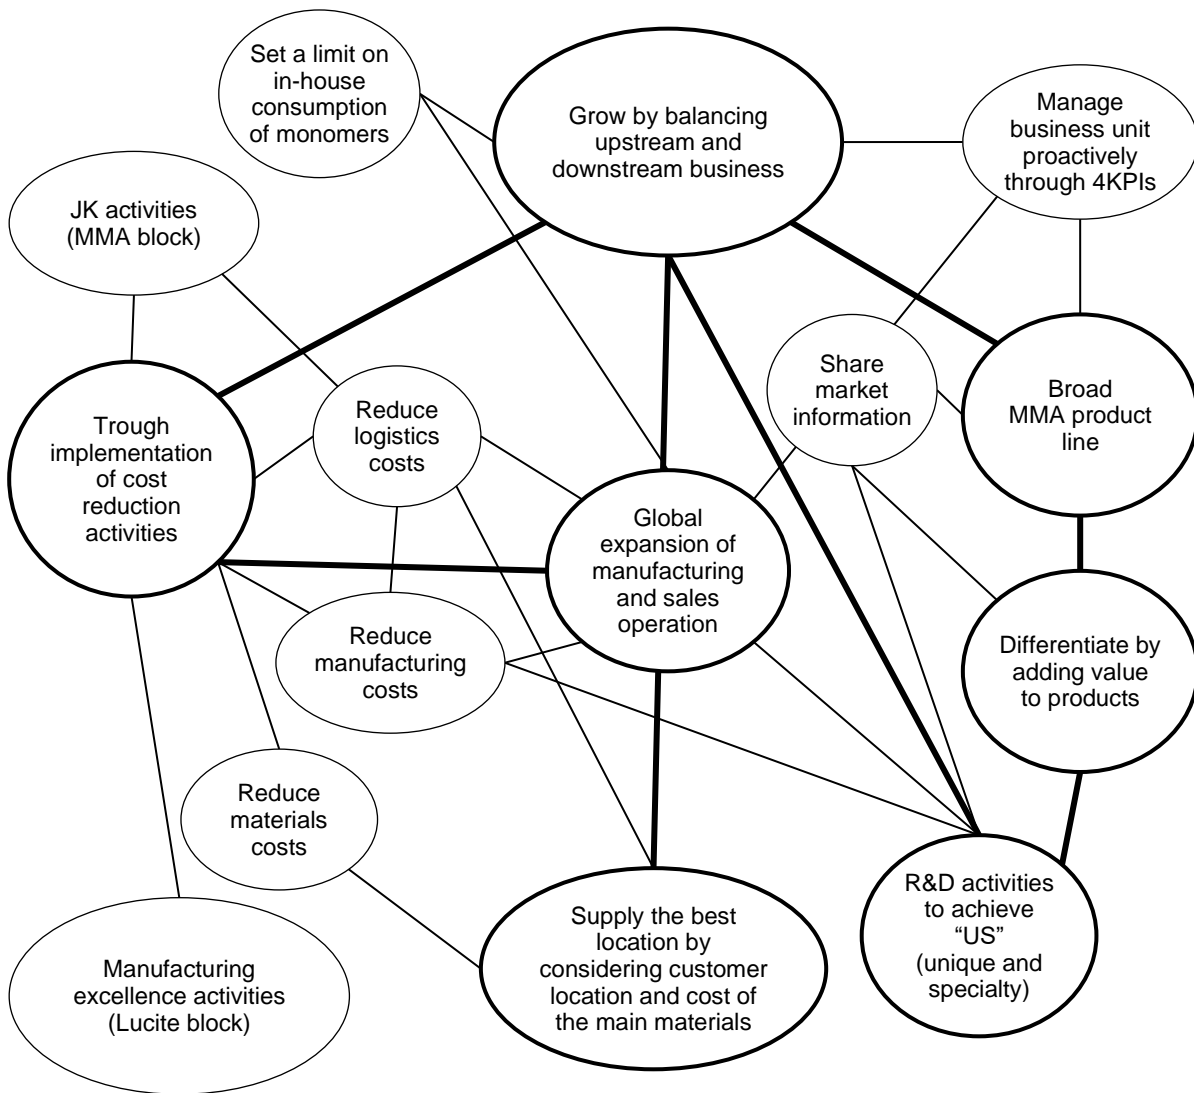 Set a limit on
in-house
consumption
of monomers
Grow by balancing
upstream and
downstream business
Manage
business unit
proactively
through 4KPIs
JK activities
(MMA block)
Trough
implementation
of cost
reduction
activities
Reduce
logistics
costs
Share
market
information
Broad
MMA product
line
Global
expansion of
manufacturing
and sales
operation
Reduce
manufacturing
costs
Differentiate by
adding value
to products
Reduce
materials
costs
Manufacturing
excellence activities
(Lucite block)
Supply the best
location by
considering customer
location and cost of
the main materials
R&D activities
to achieve
“US”
(unique and
specialty)